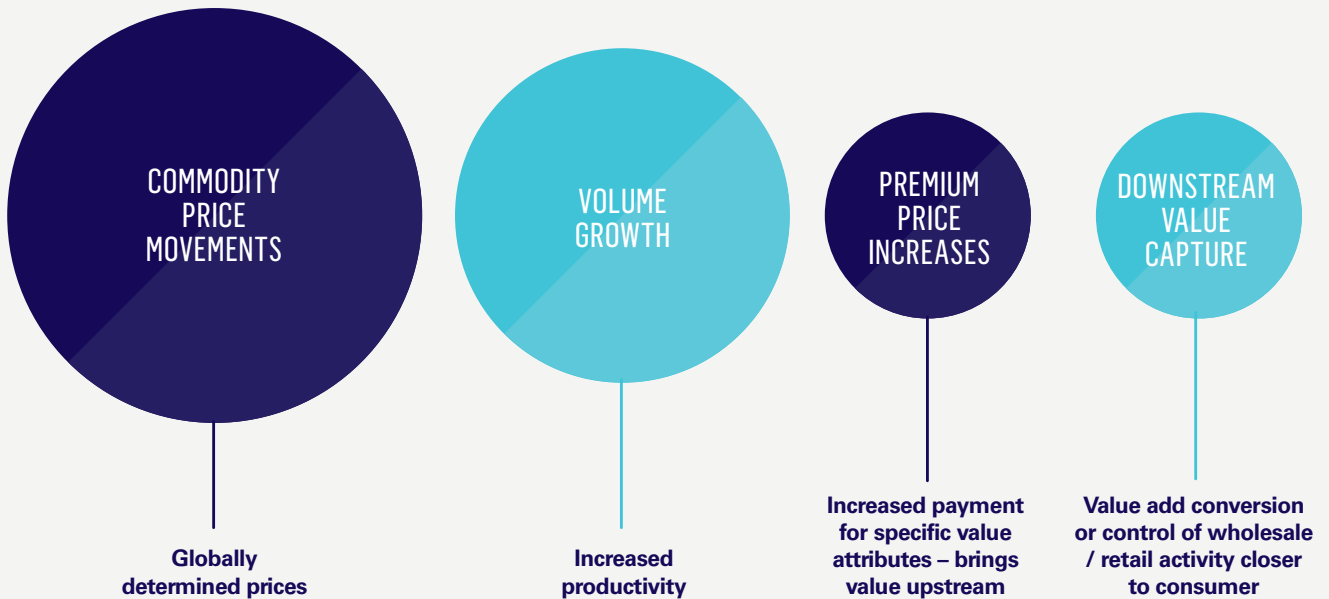 COMMODITY
PRICE
MOVEMENTS
VOLUME
GROWTH
PREMIUM
PRICE
INCREASES
DOWNSTREAM
VALUE
CAPTURE
Globally
determined prices
Increased
productivity
Increased payment
for specific value
attributes – brings
value upstream
Value add conversion
or control of wholesale
/ retail activity closer
to consumer